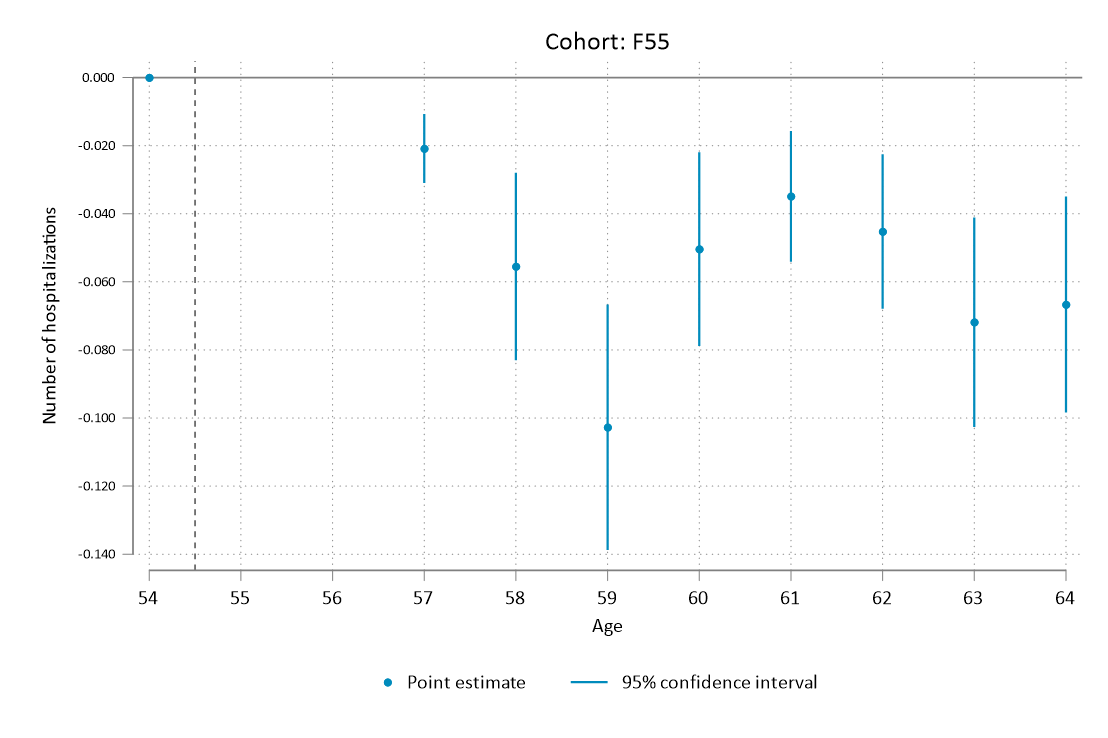 Cohort: F55
0.000
-0.020
-0.040
-0.060
-0.080
-0.100
-0.120
-0.140
Number of hospitalizations
54 55 56 57 58 59 60 61 62 63 64
Age
Point estimate 95% confidence interval